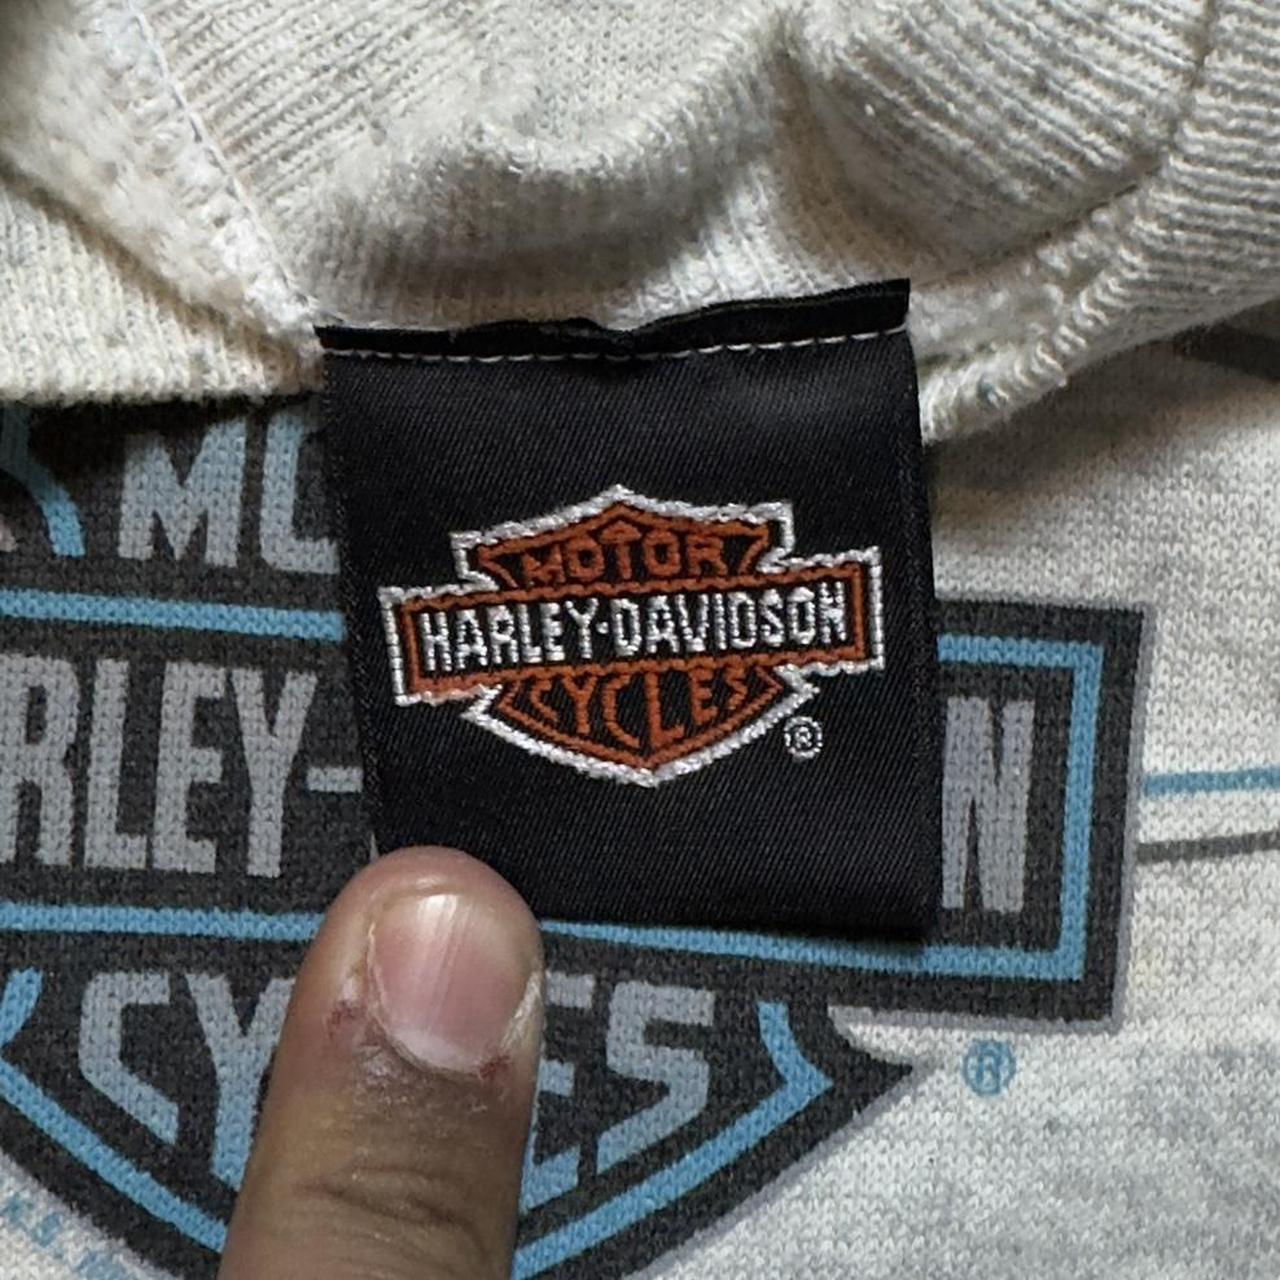 MOTOR
HARLEY-DAVIDSON
CYCLES
®
MO
RLEY- N
CY ES
®